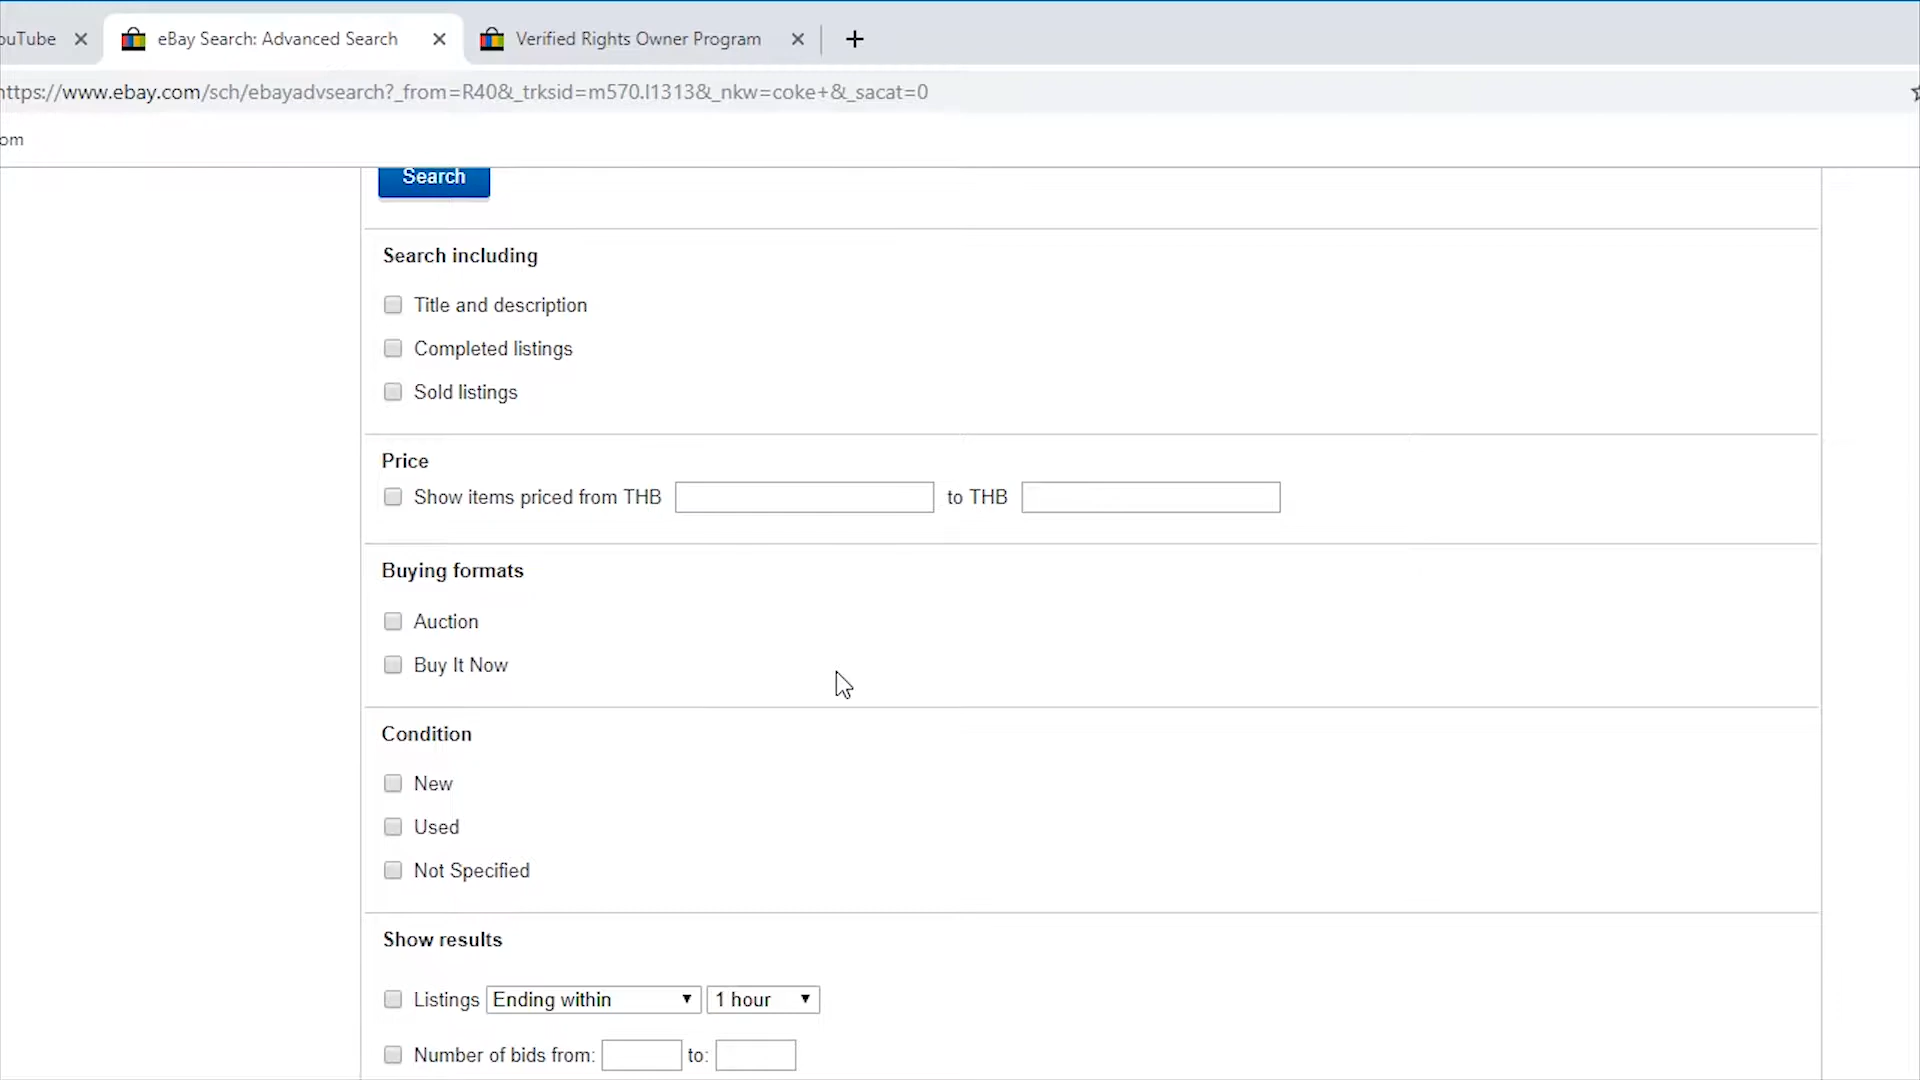 ouTube
eBay Search: Advanced Search
Verified Rights Owner Program
https://www.ebay.com/sch/ebayadvsearch?_from=R40&_trksid=m570.l1313&_nkw=coke+&_sacat=0
om
Search
Search including
Title and description
Completed listings
Sold listings
Price
Show items priced from THB to THB
Buying formats
Auction
Buy It Now
Condition
New
Used
Not Specified
Show results
Listings Ending within 1 hour
Number of bids from: to: